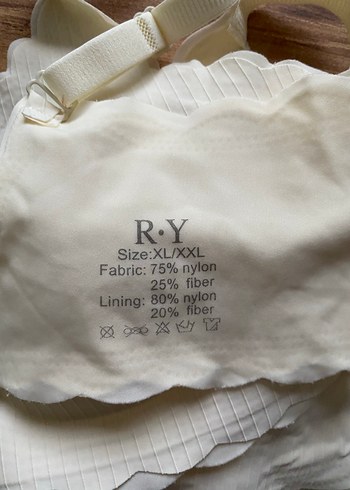 R·Y
Size:XL/XXL
Fabric: 75% nylon
25% fiber
Lining: 80% nylon
20% fiber